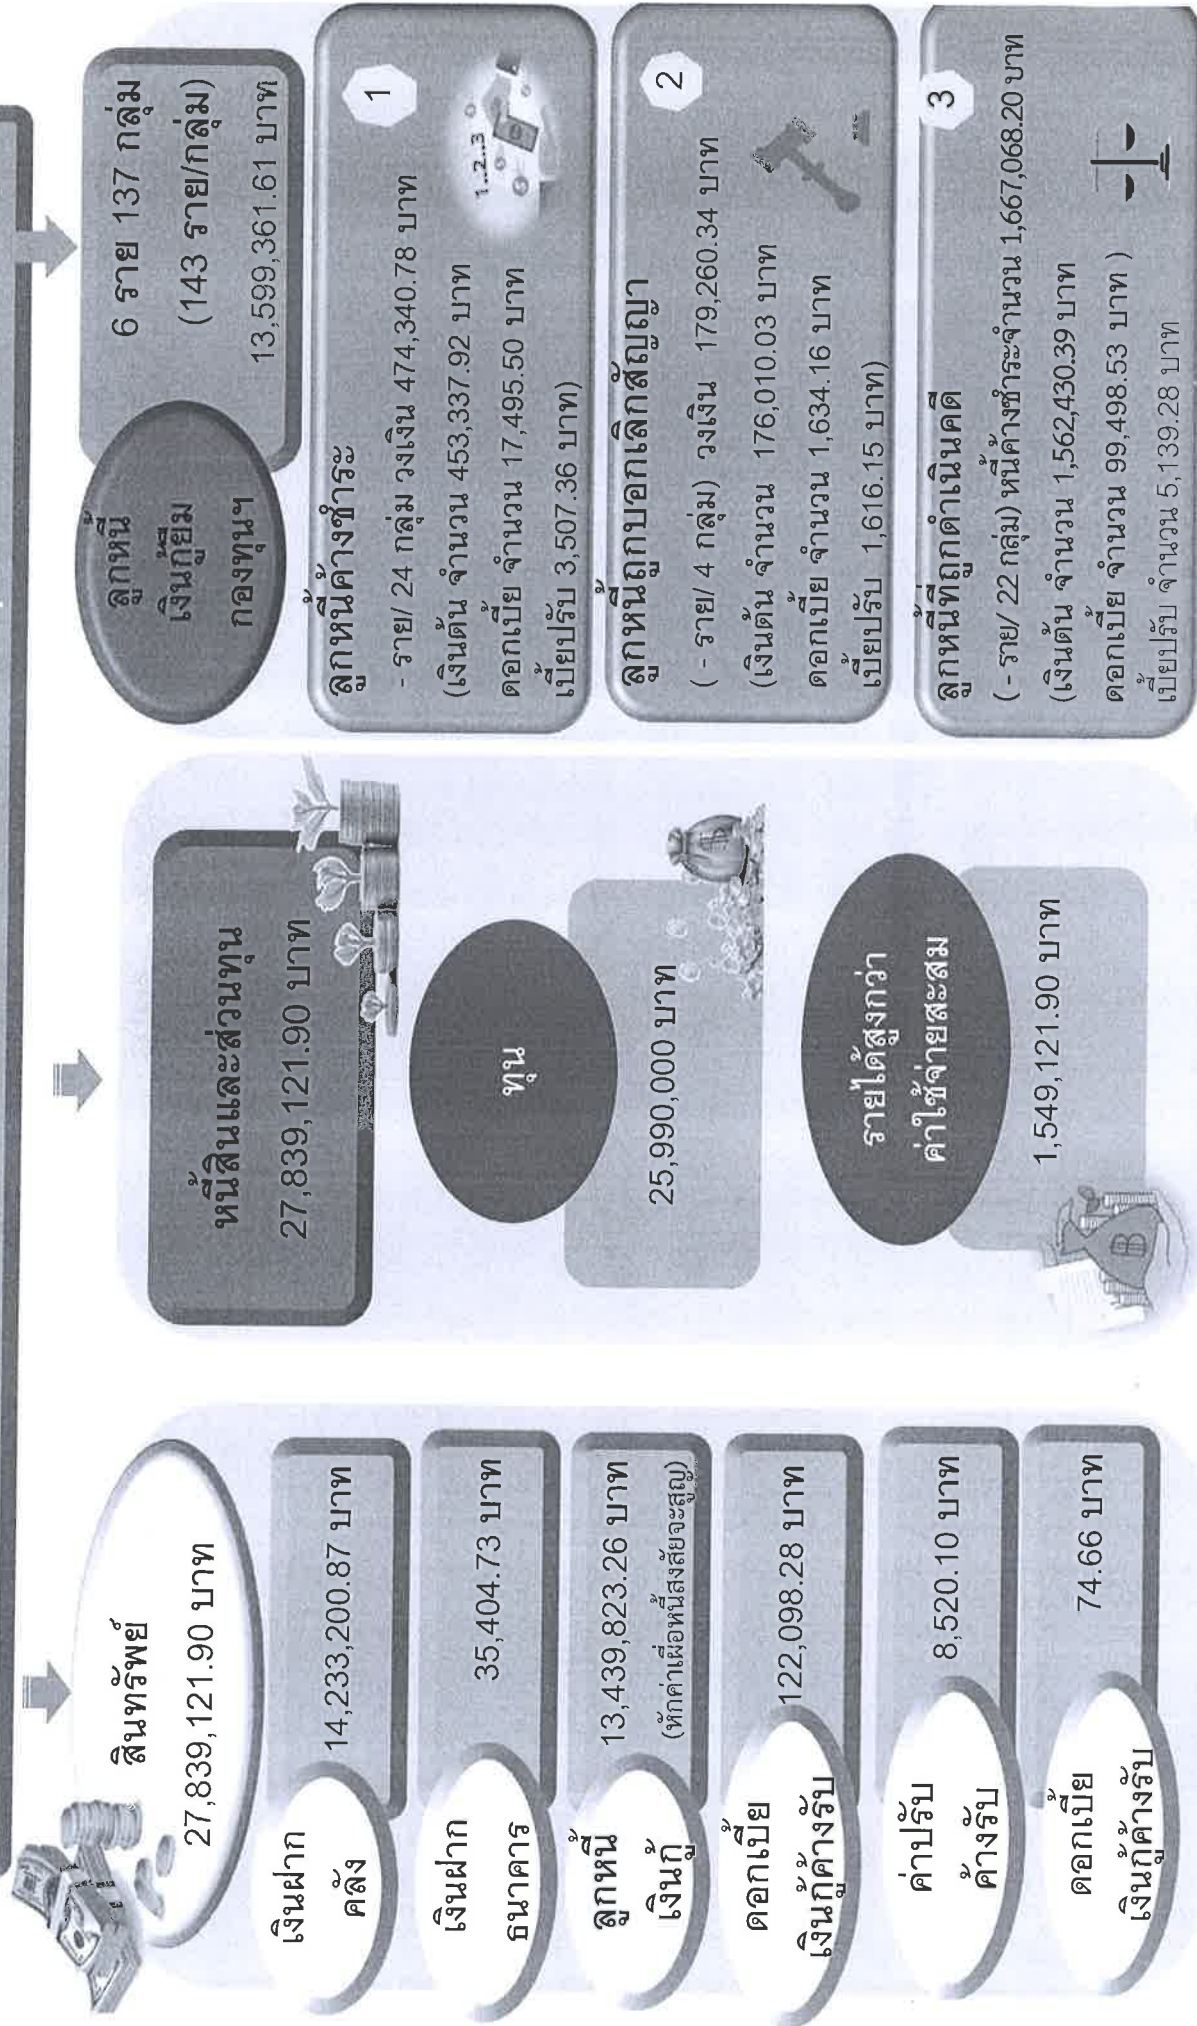 สินทรัพย์
27,839,121.90 บาท
เงินฝาก
คลัง
14,233,200.87 บาท
เงินฝาก
ธนาคาร
35,404.73 บาท
ลูกหนี้
เงินกู้
13,439,823.26 บาท
(หักค่าเผื่อหนี้สงสัยจะสูญ)
ดอกเบี้ย
เงินกู้ค้างรับ
122,098.28 บาท
ค่าปรับ
ค้างรับ
8,520.10 บาท
ดอกเบี้ย
เงินกู้ค้างรับ
74.66 บาท
หนี้สินและส่วนทุน
27,839,121.90 บาท
ทุน
25,990,000 บาท
รายได้สูงกว่า
ค่าใช้จ่ายสะสม
1,549,121.90 บาท
ลูกหนี้
เงินกู้ยืม
กองทุนฯ
6 ราย 137 กลุ่ม
(143 ราย/กลุ่ม)
13,599,361.61 บาท
ลูกหนี้ค้างชำระ
1
- ราย/ 24 กลุ่ม วงเงิน 474,340.78 บาท
(เงินต้น จำนวน 453,337.92 บาท
ดอกเบี้ย จำนวน 17,495.50 บาท
เบี้ยปรับ 3,507.36 บาท)
1..2..3
ลูกหนี้ถูกบอกเลิกสัญญา
2
( - ราย/ 4 กลุ่ม) วงเงิน 179,260.34 บาท
(เงินต้น จำนวน 176,010.03 บาท
ดอกเบี้ย จำนวน 1,634.16 บาท
เบี้ยปรับ 1,616.15 บาท)
ลูกหนี้ที่ถูกดำเนินคดี
3
( - ราย/ 22 กลุ่ม) หนี้ค้างชำระจำนวน 1,667,068.20 บาท
(เงินต้น จำนวน 1,562,430.39 บาท
ดอกเบี้ย จำนวน 99,498.53 บาท )
เบี้ยปรับ จำนวน 5,139.28 บาท